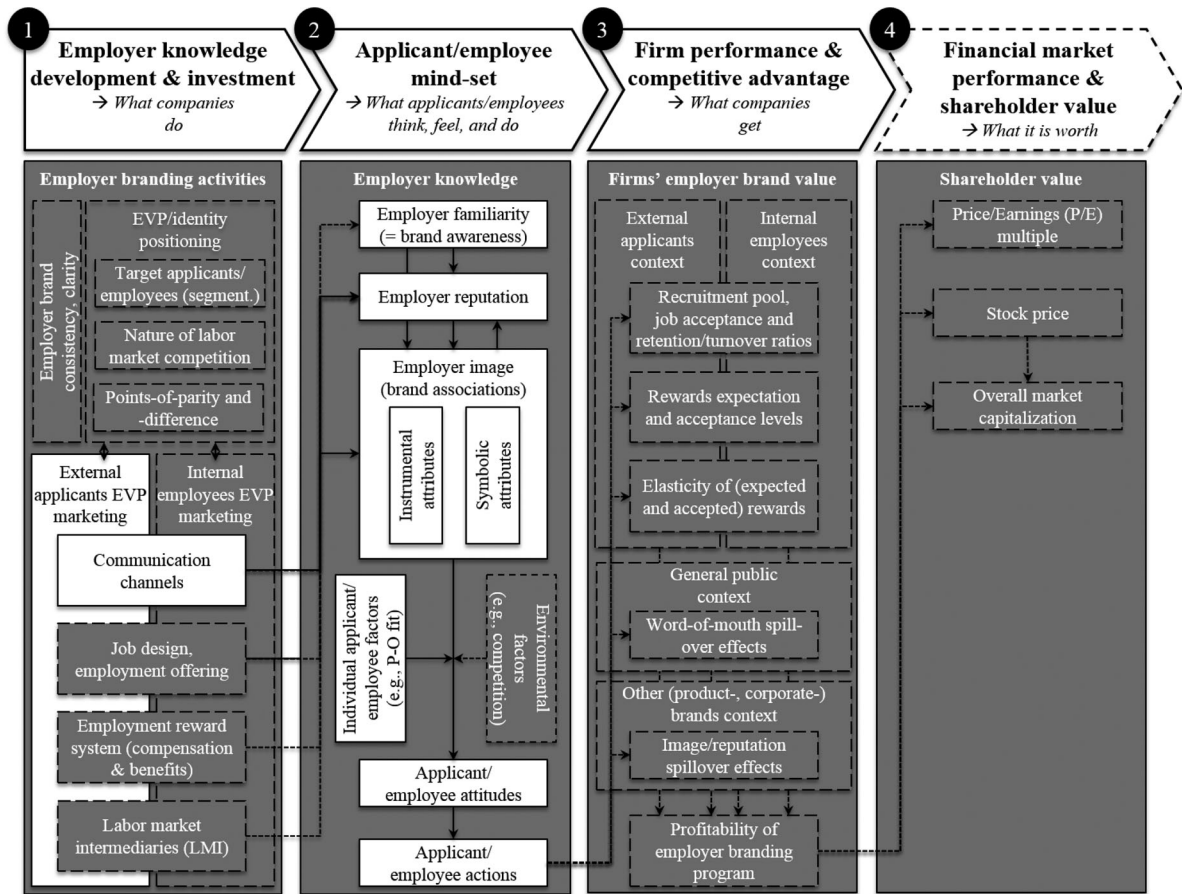 1
Employer knowledge
development & investment
→ What companies
do
2
Applicant/employee
mind-set
→ What applicants/employees
think, feel, and do
3
Firm performance &
competitive advantage
→ What companies
get
4
Financial market
performance &
shareholder value
→ What it is worth
Employer branding activities
Employer brand
consistency, clarity
EVP/identity
positioning
Target applicants/
employees (segment.)
Nature of labor
market competition
Points-of-parity and
-difference
External
applicants EVP
marketing
Internal
employees EVP
marketing
Communication
channels
Job design,
employment offering
Employment reward
system (compensation
& benefits)
Labor market
intermediaries (LMI)
Employer knowledge
Employer familiarity
(= brand awareness)
Employer reputation
Employer image
(brand associations)
Instrumental
attributes
Symbolic
attributes
Individual applicant/
employee factors
(e.g., P-O fit)
Environmental
factors
(e.g., competition)
Applicant/
employee attitudes
Applicant/
employee actions
Firms' employer brand value
External
applicants
context
Internal
employees
context
Recruitment pool,
job acceptance and
retention/turnover ratios
Rewards expectation
and acceptance levels
Elasticity of (expected
and accepted) rewards
General public
context
Word-of-mouth spill-
over effects
Other (product-, corporate-)
brands context
Image/reputation
spillover effects
Profitability of
employer branding
program
Shareholder value
Price/Earnings (P/E)
multiple
Stock price
Overall market
capitalization